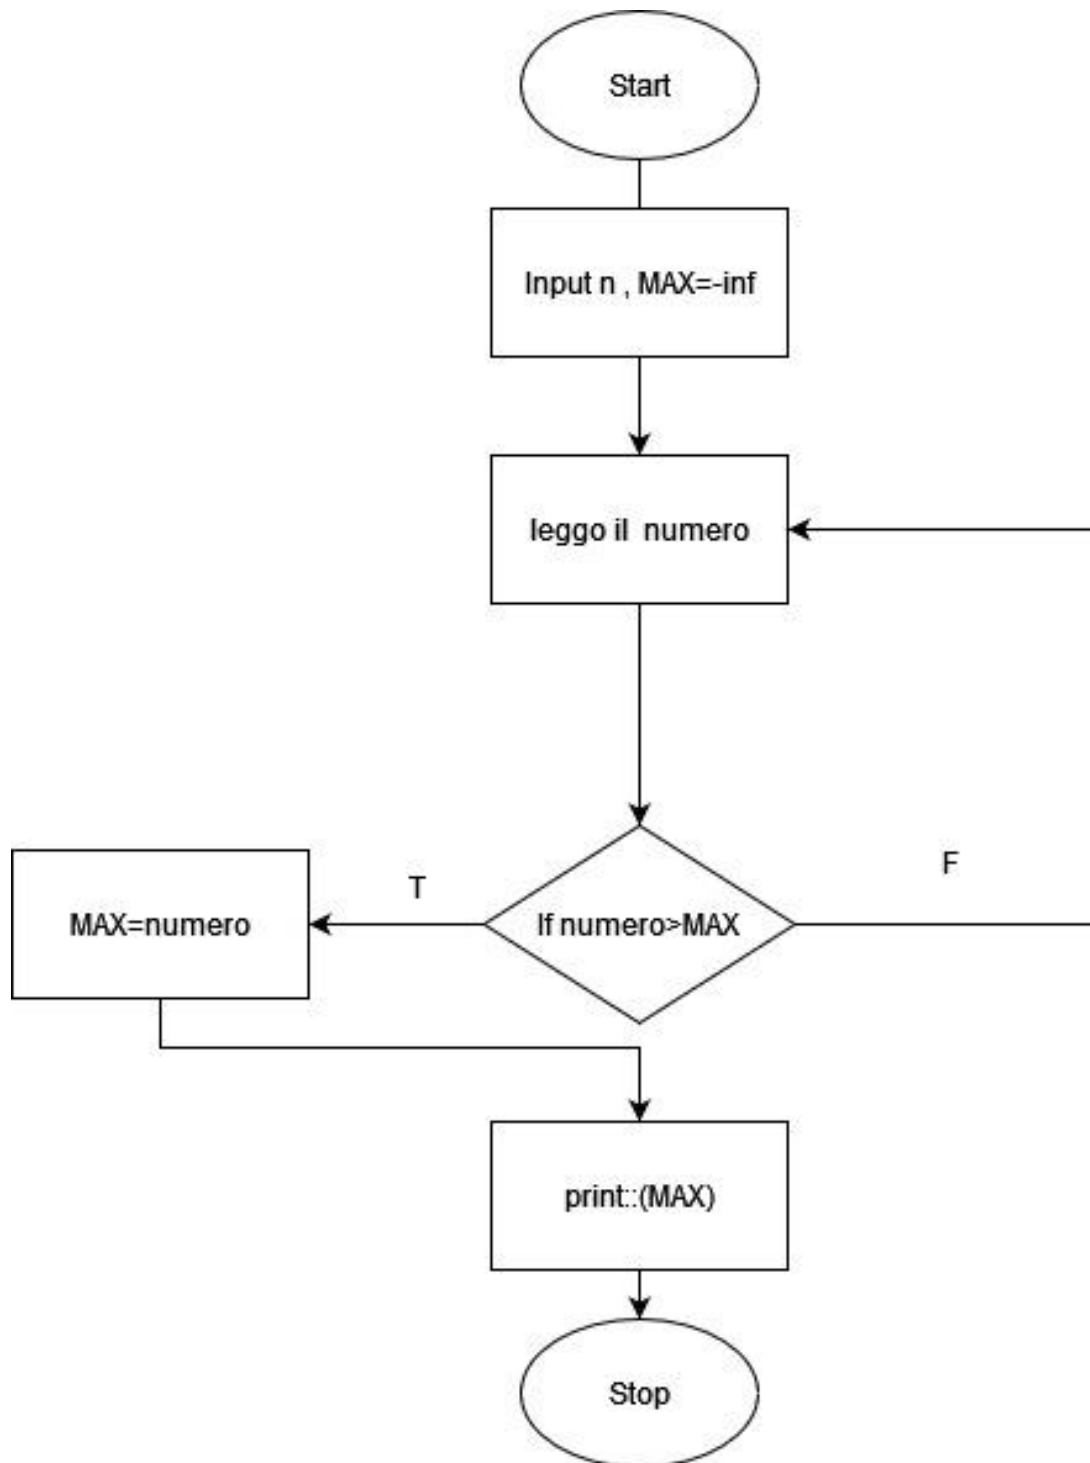 Start
Input n , MAX=-inf
leggo il  numero
T
F
MAX=numero
If numero>MAX
print::(MAX)
Stop